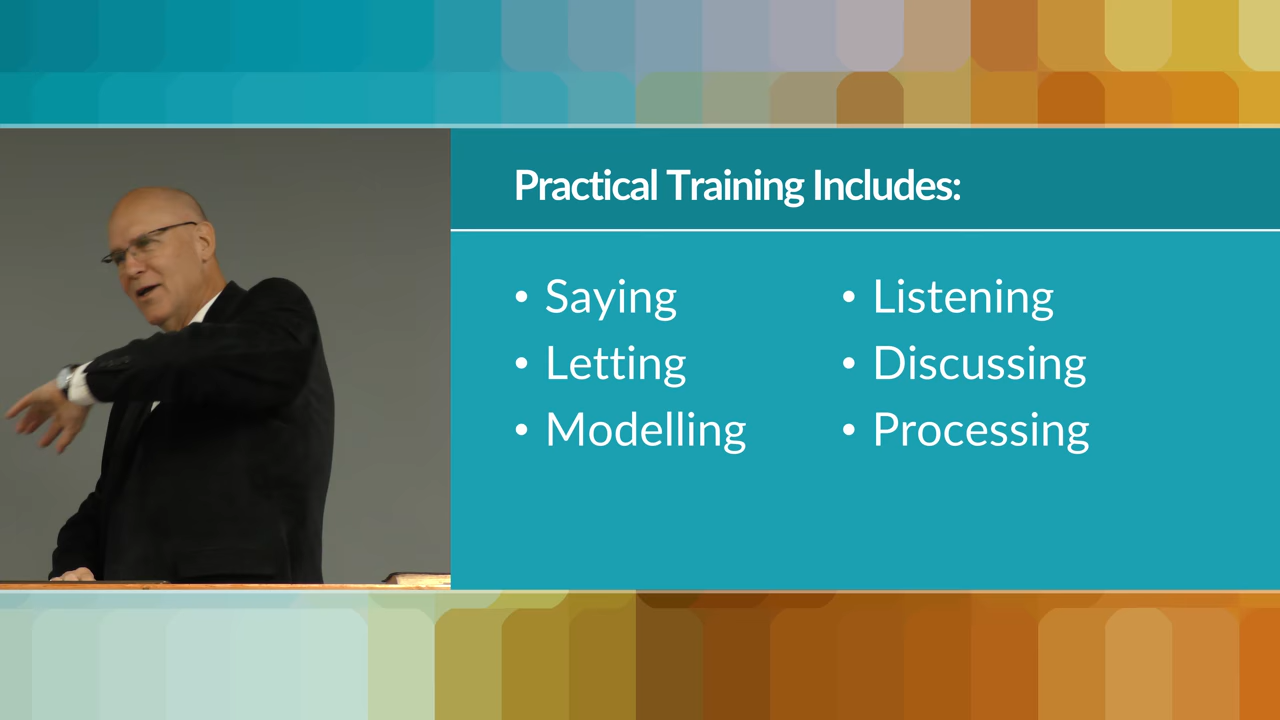 Practical Training Includes:
• Saying
• Letting
• Modelling
• Listening
• Discussing
• Processing